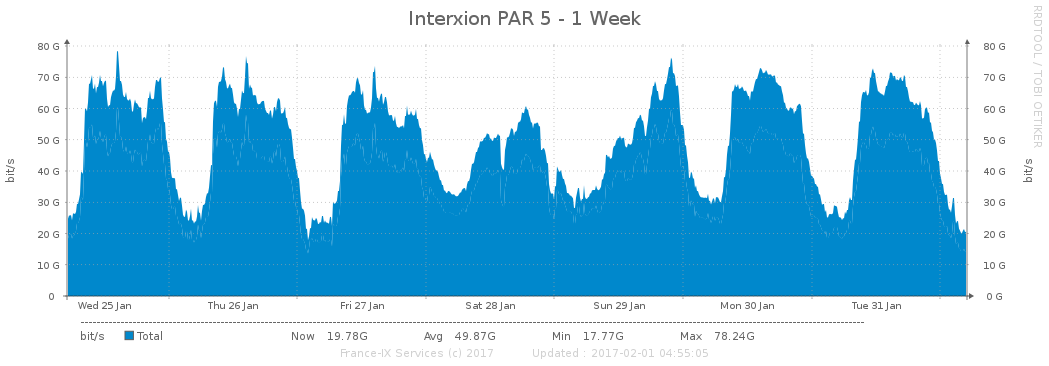 Interxion PAR 5 - 1 Week
RRDTOOL / TOBI OETIKER
80 G 80 G
70 G 70 G
60 G 60 G
50 G 50 G
40 G 40 G
30 G 30 G
20 G 20 G
10 G 10 G
0 0 G
bit/s bit/s
Wed 25 Jan Thu 26 Jan Fri 27 Jan Sat 28 Jan Sun 29 Jan Mon 30 Jan Tue 31 Jan
bit/s Total Now 19.78G Avg 49.87G Min 17.77G Max 78.24G
France-IX Services (c) 2017 Updated : 2017-02-01 04:55:05